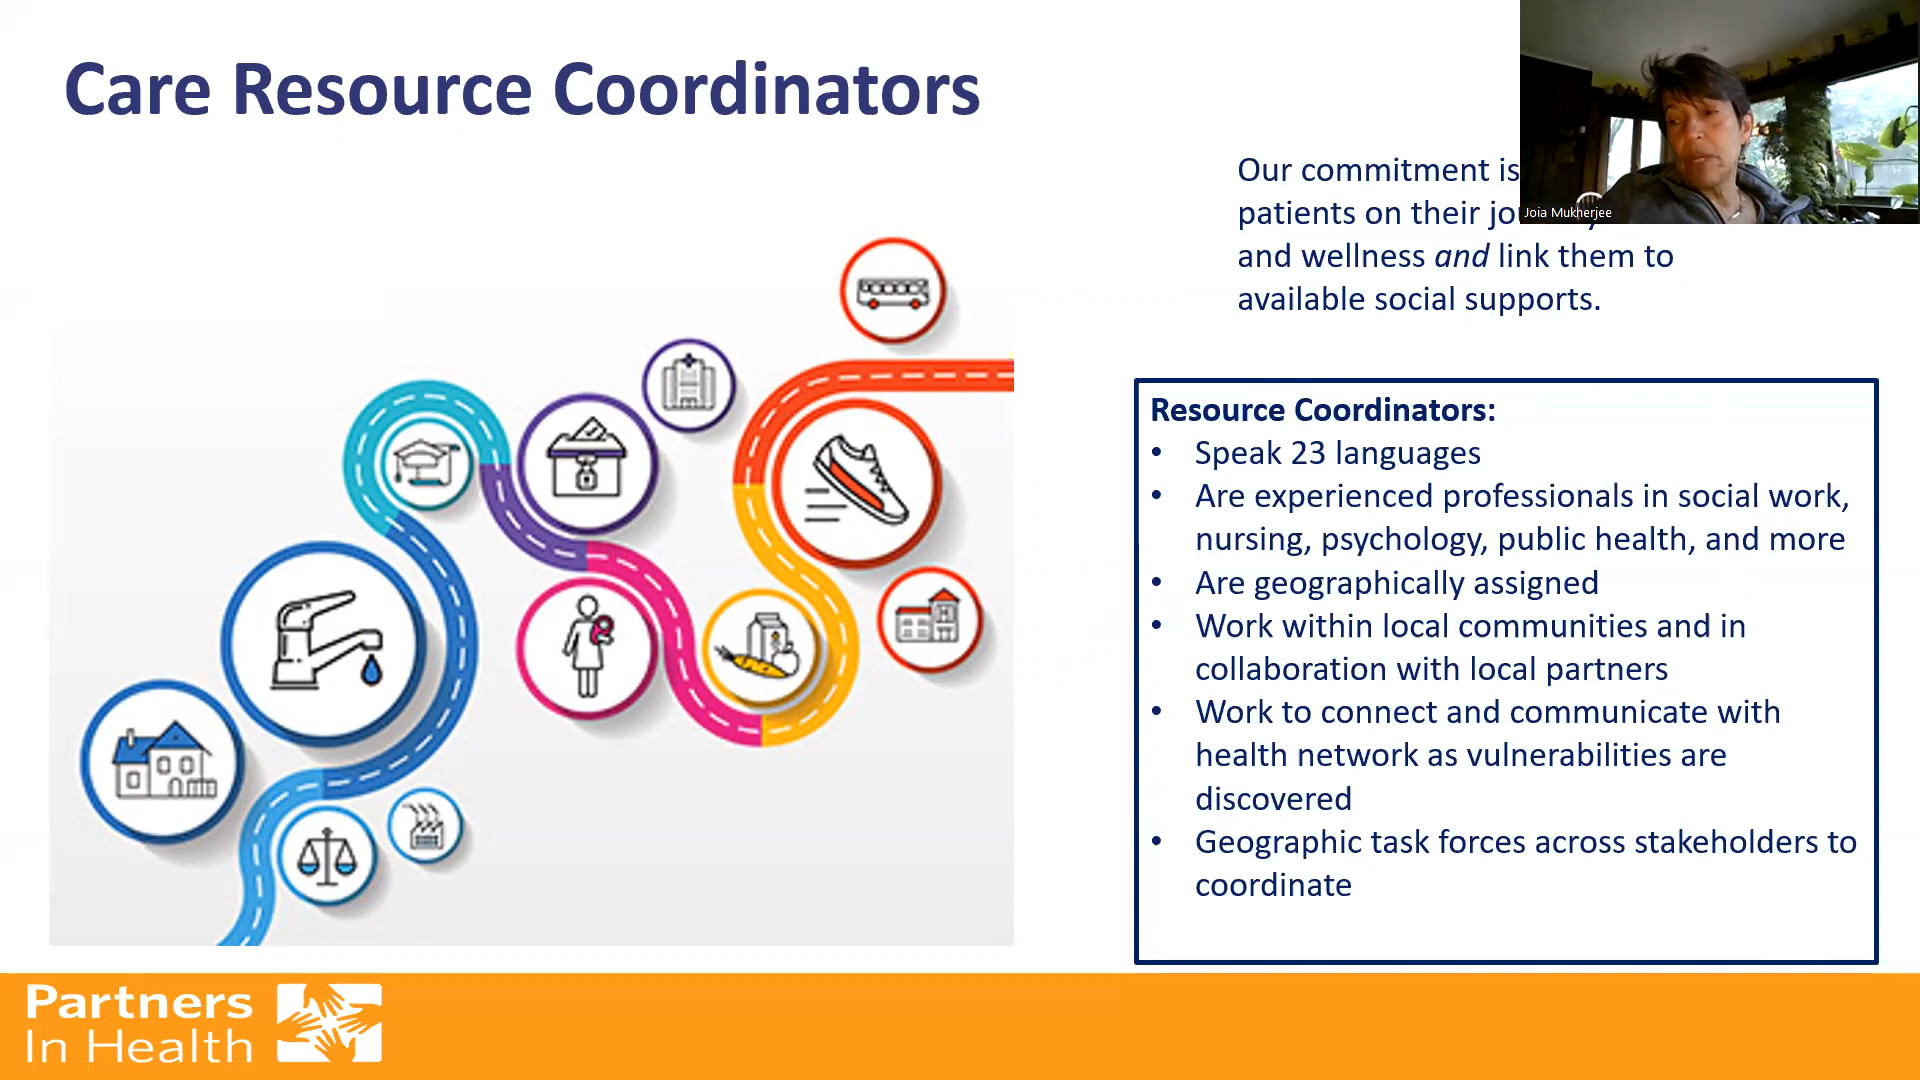 Care Resource Coordinators
Our commitment is
patients on their
and wellness and link them to
available social supports.
Joia Mukherjee
Resource Coordinators:
• Speak 23 languages
• Are experienced professionals in social work,
nursing, psychology, public health, and more
• Are geographically assigned
• Work within local communities and in
collaboration with local partners
• Work to connect and communicate with
health network as vulnerabilities are
discovered
• Geographic task forces across stakeholders to
coordinate
Partners
In Health